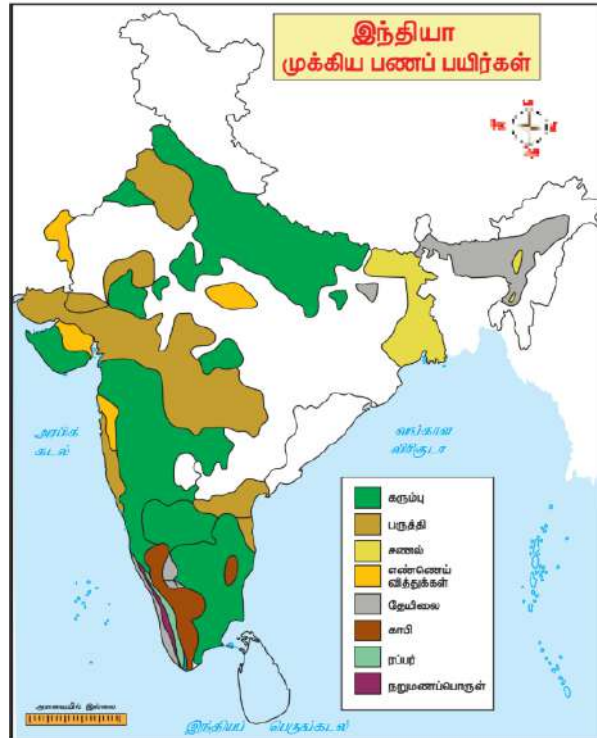 இந்தியா
முக்கிய பணப் பயிர்கள்
அரபிக்
கடல்
வங்காள
விரிகுடா
கரும்பு
பருத்தி
சணல்
எண்ணெய்
வித்துக்கள்
தேயிலை
காபி
ரப்பர்
நறுமணப்பொருள்
அளவையில் இல்லை
இந்தியப் பெருங்கடல்